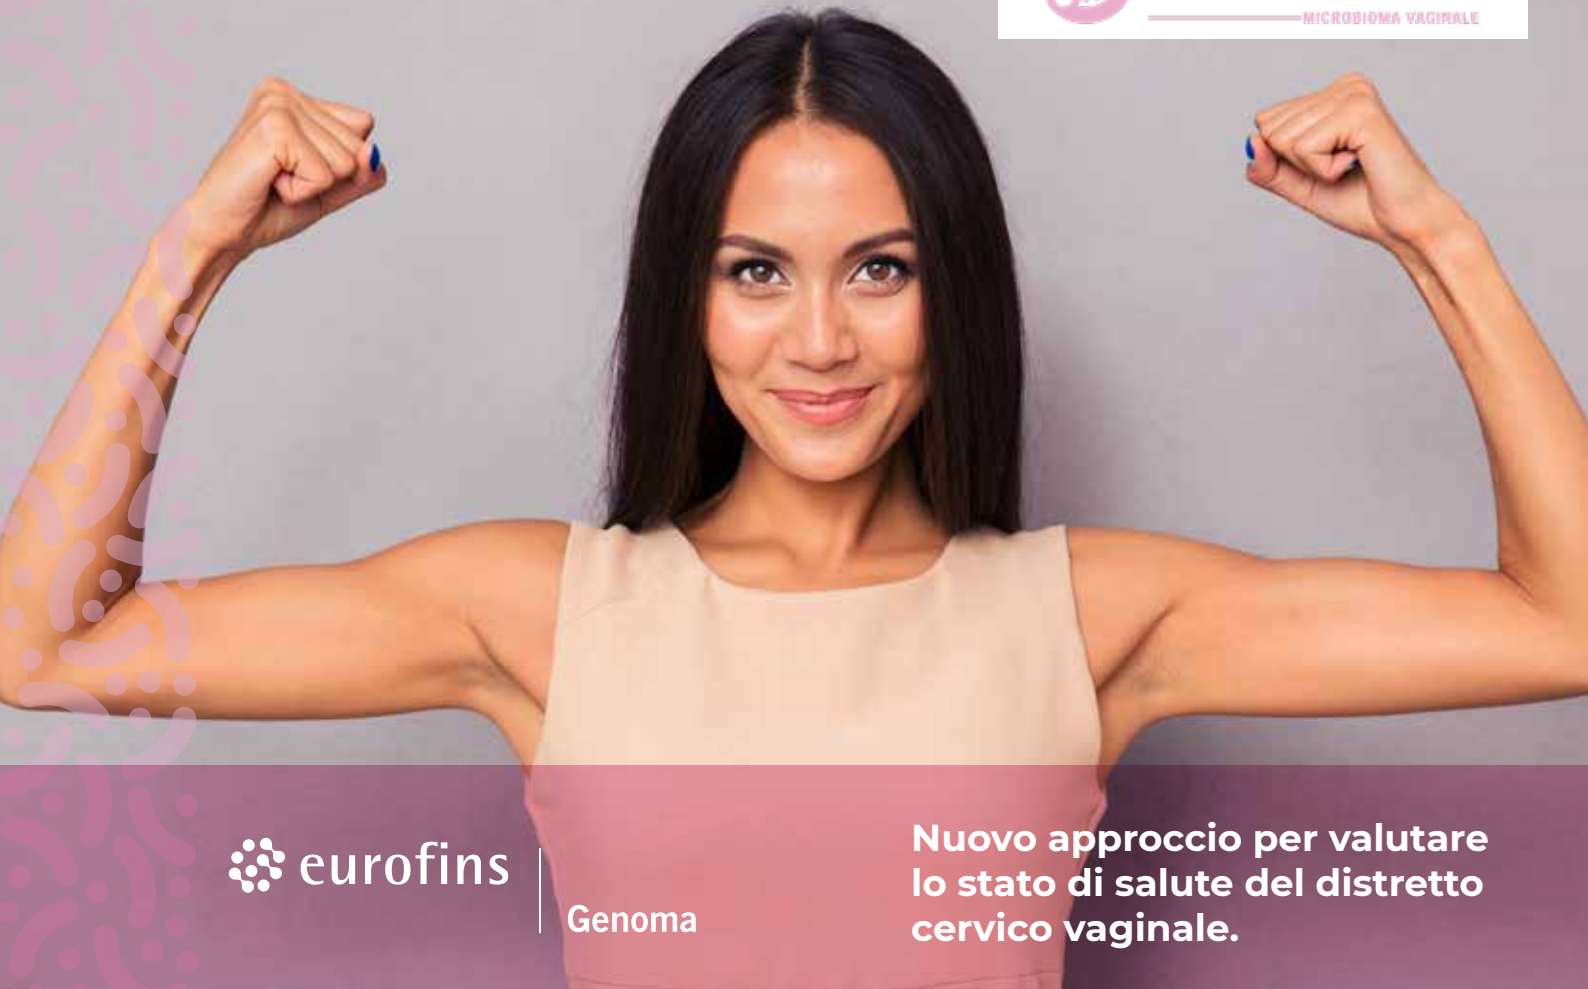 MICROBIOMA VAGINALE
eurofins
Genoma
Nuovo approccio per valutare
lo stato di salute del distretto
cervico vaginale.